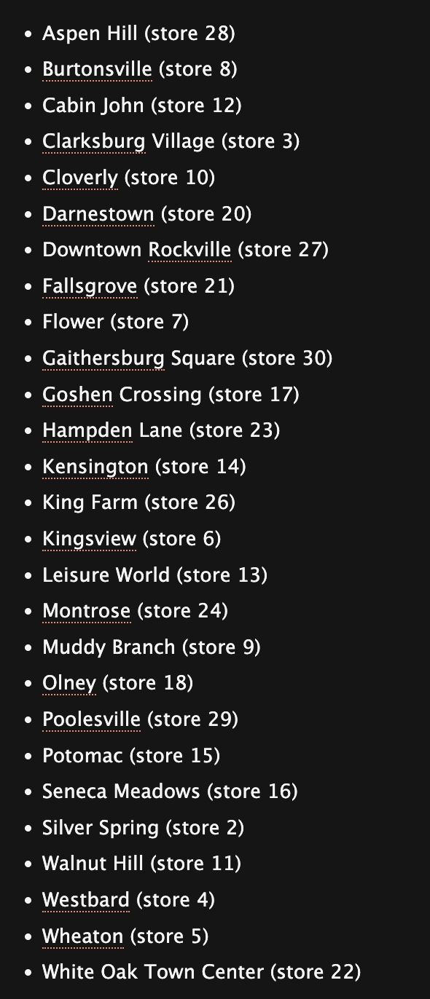 • Aspen Hill (store 28)
• Burtonsville (store 8)
• Cabin John (store 12)
• Clarksburg Village (store 3)
• Cloverly (store 10)
• Darnestown (store 20)
• Downtown Rockville (store 27)
• Fallsgrove (store 21)
• Flower (store 7)
• Gaithersburg Square (store 30)
• Goshen Crossing (store 17)
• Hampden Lane (store 23)
• Kensington (store 14)
• King Farm (store 26)
• Kingsview (store 6)
• Leisure World (store 13)
• Montrose (store 24)
• Muddy Branch (store 9)
• Olney (store 18)
• Poolesville (store 29)
• Potomac (store 15)
• Seneca Meadows (store 16)
• Silver Spring (store 2)
• Walnut Hill (store 11)
• Westbard (store 4)
• Wheaton (store 5)
• White Oak Town Center (store 22)